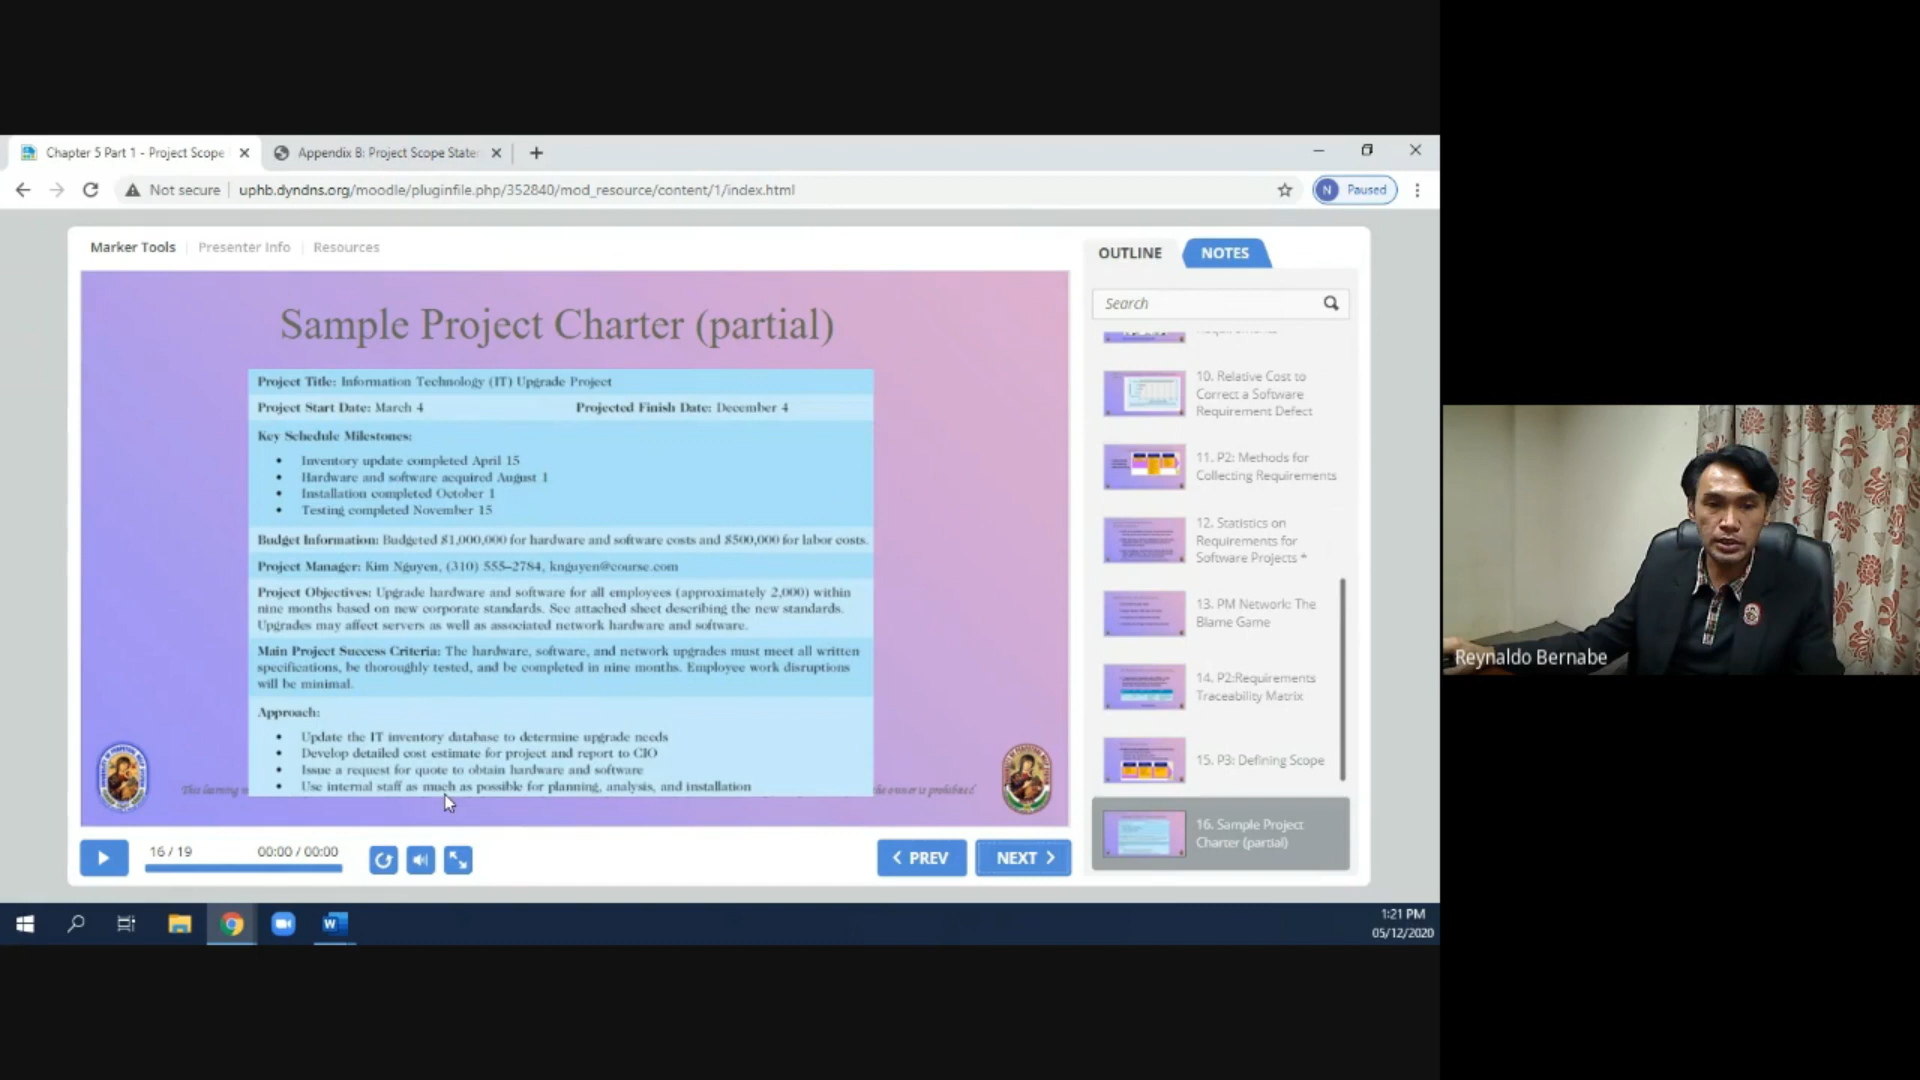 Chapter 5 Part 1 - Project Scope
Appendix B: Project Scope State
Not secure
uphb.dyndns.org/moodle/pluginfile.php/352840/mod_resource/content/1/index.html
N Paused
Marker Tools Presenter Info Resources
Sample Project Charter (partial)
Project Title: Information Technology (IT) Upgrade Project
Project Start Date: March 4 Projected Finish Date: December 4
Key Schedule Milestones:
• Inventory update completed April 15
• Hardware and software acquired August 1
• Installation completed October 1
• Testing completed November 15
Budget Information: Budgeted $1,000,000 for hardware and software costs and $500,000 for labor costs.
Project Manager: Kim Nguyen, (310) 555–2784, knguyen@course.com
Project Objectives: Upgrade hardware and software for all employees (approximately 2,000) within
nine months based on new corporate standards. See attached sheet describing the new standards.
Upgrades may affect servers as well as associated network hardware and software.
Main Project Success Criteria: The hardware, software, and network upgrades must meet all written
specifications, be thoroughly tested, and be completed in nine months. Employee work disruptions
will be minimal.
Approach:
• Update the IT inventory database to determine upgrade needs
• Develop detailed cost estimate for project and report to CIO
• Issue a request for quote to obtain hardware and software
• Use internal staff as much as possible for planning, analysis, and installation
This learning
the owner is prohibited
16 / 19 00:00 / 00:00
PREV NEXT
OUTLINE NOTES
Search
10. Relative Cost to
Correct a Software
Requirement Defect
11. P2: Methods for
Collecting Requirements
12. Statistics on
Requirements for
Software Projects *
13. PM Network: The
Blame Game
14. P2:Requirements
Traceability Matrix
15. P3: Defining Scope
16. Sample Project
Charter (partial)
1:21 PM
05/12/2020
Reynaldo Bernabe